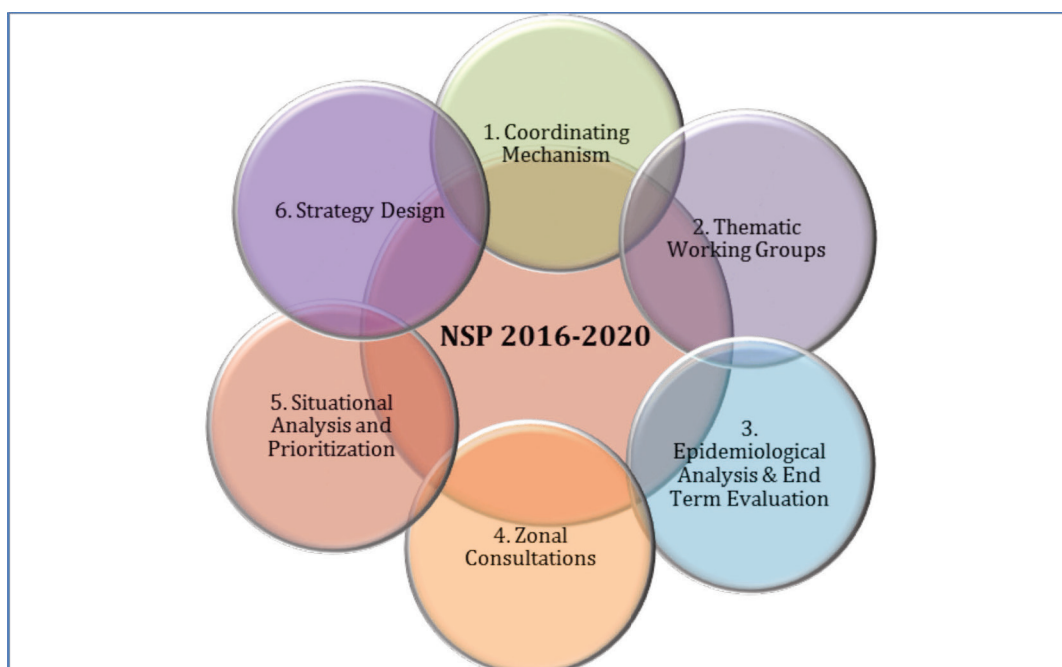 1. Coordinating
Mechanism
2. Thematic
Working Groups
3.
Epidemiological
Analysis & End
Term Evaluation
4. Zonal
Consultations
5. Situational
Analysis and
Prioritization
6. Strategy Design
NSP 2016-2020